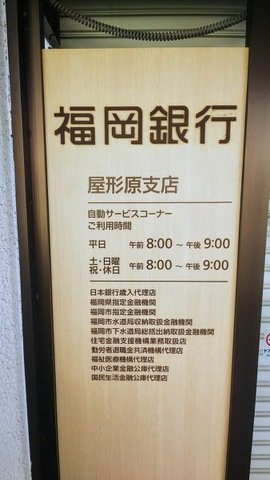 福岡銀行
屋形原支店
自動サービスコーナー
ご利用時間
平日 午前 8:00 ~ 午後 9:00
土・日曜
祝・休日 午前 8:00 ~ 午後 9:00
日本銀行歳入代理店
福岡県指定金融機関
福岡市指定金融機関
福岡市水道局収納取扱金融機関
福岡市下水道局総括出納取扱金融機関
住宅金融支援機構業務取扱店
勤労者退職金共済機構代理店
福祉医療機構代理店
中小企業金融公庫代理店
国民生活金融公庫代理店